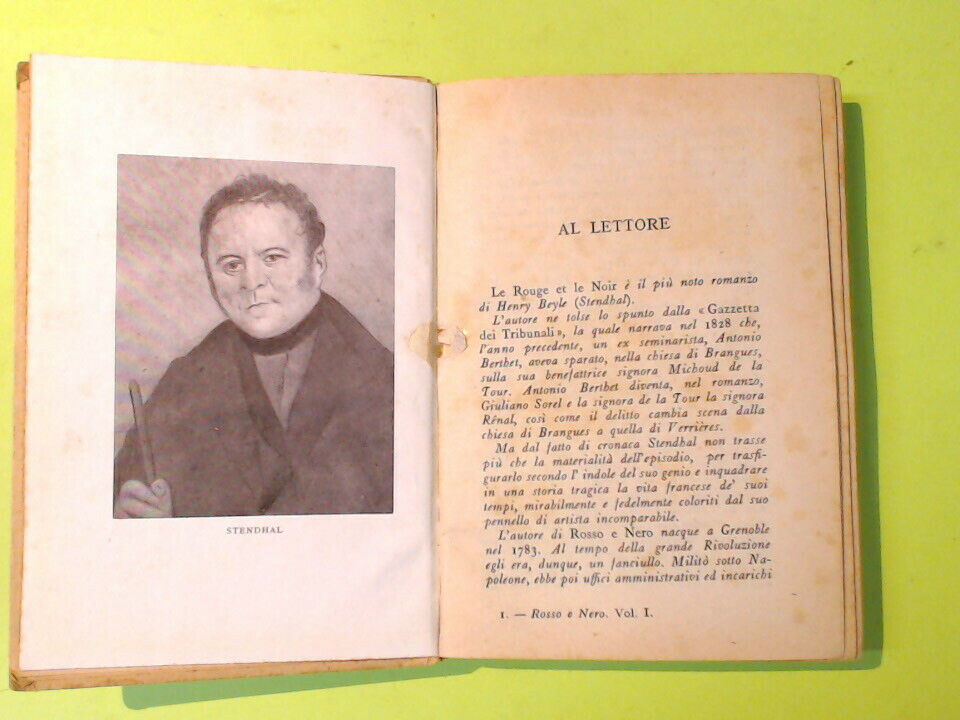 STENDHAL
AL LETTORE
Le Rouge et le Noir è il più noto romanzo
di Henry Beyle (Stendhal).
L'autore ne tolse lo spunto dalla « Gazzetta
dei Tribunali », la quale narrava nel 1828 che,
l'anno precedente, un ex seminarista, Antonio
Berthet, aveva sparato, nella chiesa di Brangues,
sulla sua benefattrice signora Michoud de la
Tour. Antonio Berthet diventa, nel romanzo,
Giuliano Sorel e la signora de la Tour la signora
Rênal, così come il delitto cambia scena dalla
chiesa di Brangues a quella di Verrières.
Ma dal fatto di cronaca Stendhal non trasse
più che la materialità dell'episodio, per trasfi-
gurarlo secondo l'indole del suo genio e inquadrare
in una storia tragica la vita francese de' suoi
tempi, mirabilmente e fedelmente coloriti dal suo
pennello di artista incomparabile.
L'autore di Rosso e Nero nacque a Grenoble
nel 1783. Al tempo della grande Rivoluzione
egli era, dunque, un fanciullo. Militò sotto Na-
poleone, ebbe poi uffici amministrativi ed incarichi
1. — Rosso e Nero. Vol. I.